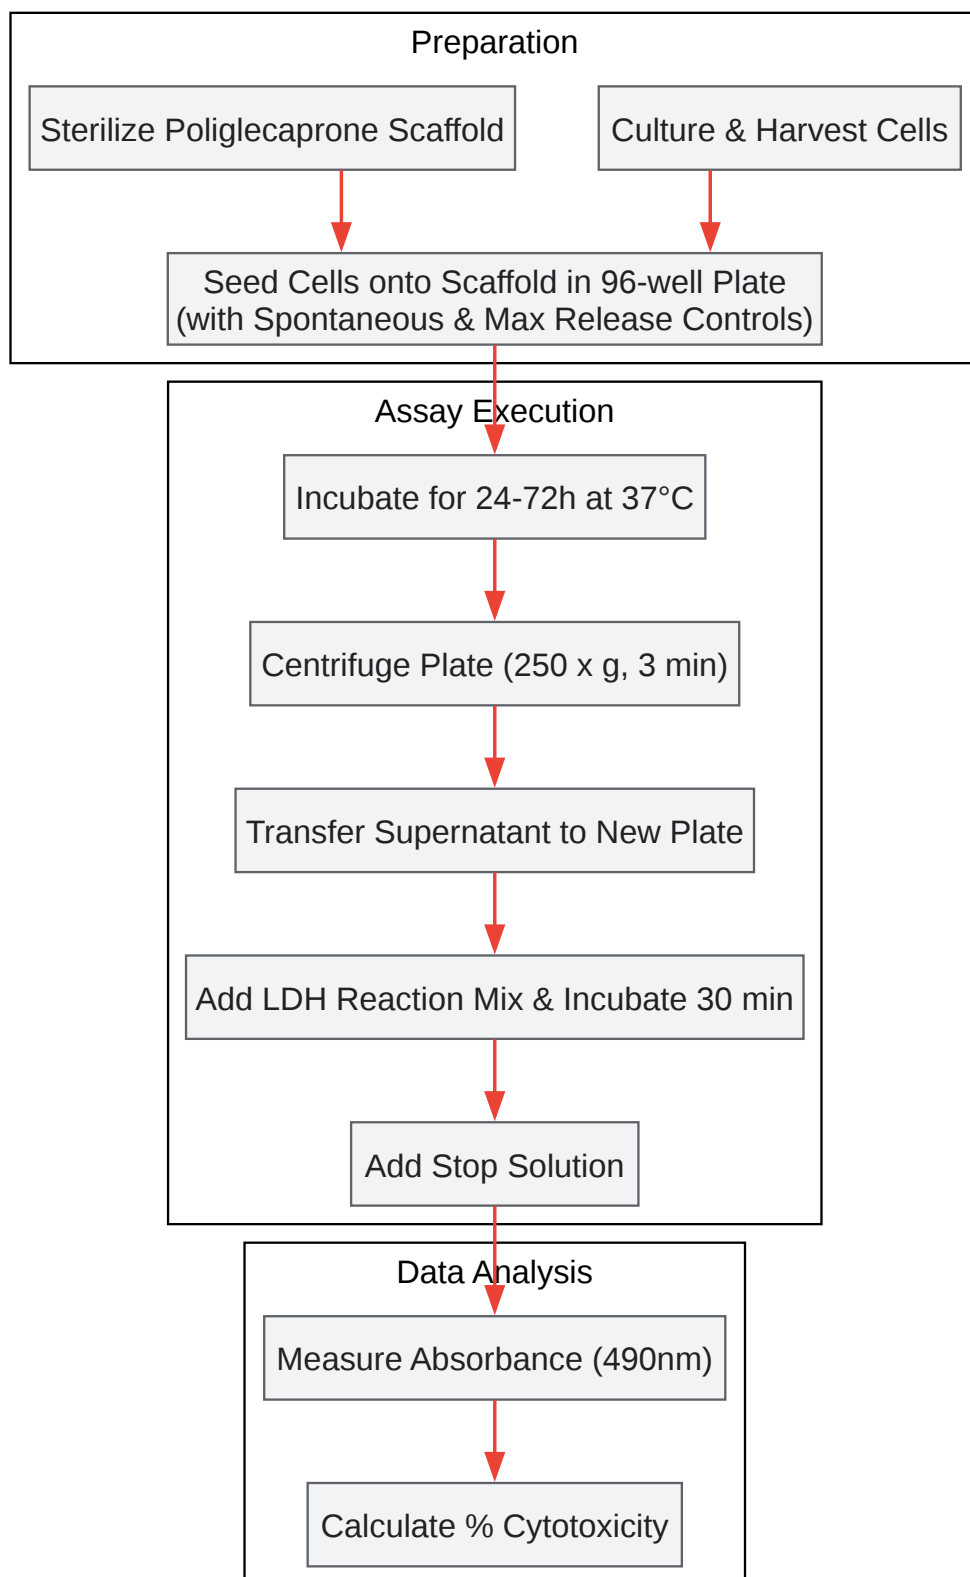 Preparation
Sterilize Poliglecaprone Scaffold
Culture & Harvest Cells
Seed Cells onto Scaffold in 96-well Plate
(with Spontaneous & Max Release Controls)
Assay Execution
Incubate for 24-72h at 37°C
Centrifuge Plate (250 x g, 3 min)
Transfer Supernatant to New Plate
Add LDH Reaction Mix & Incubate 30 min
Add Stop Solution
Data Analysis
Measure Absorbance (490nm)
Calculate % Cytotoxicity